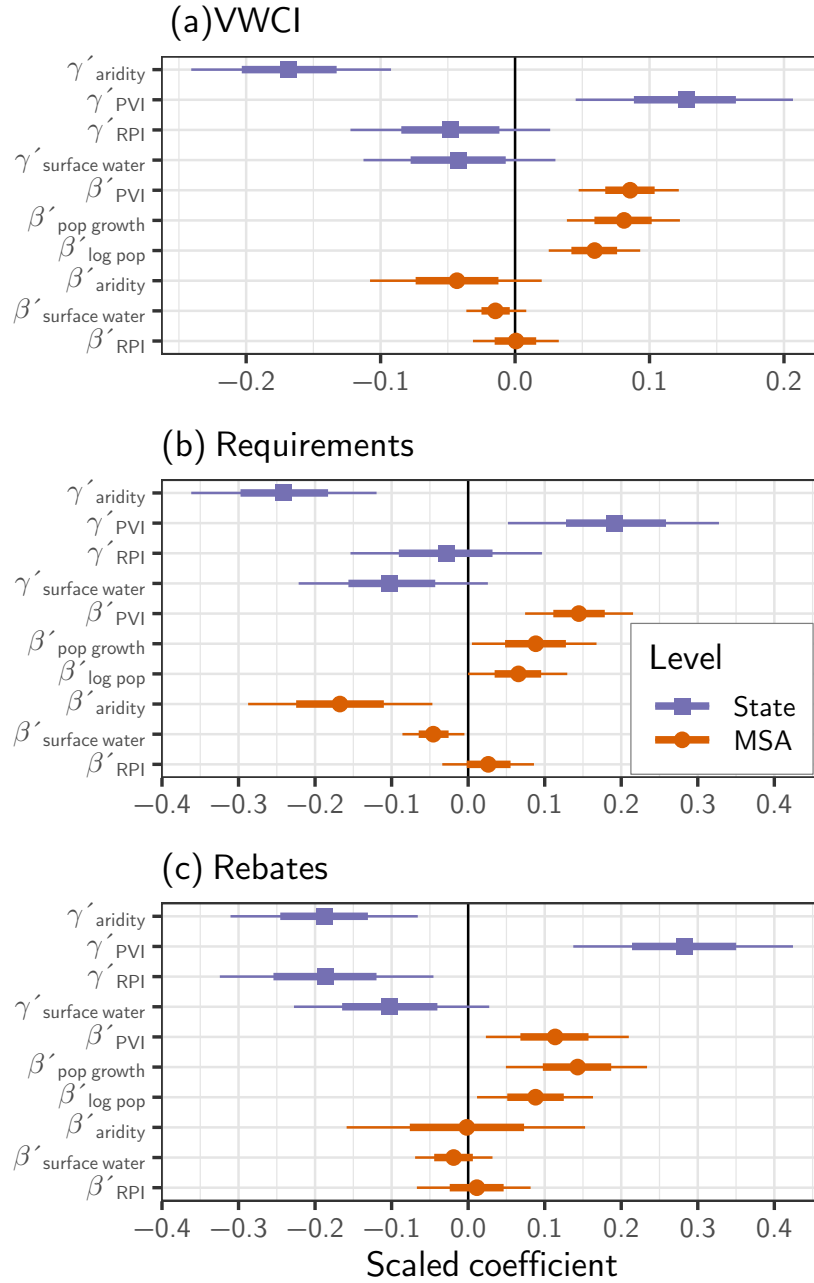 (a)VWCI
γ′aridity
γ′PVI
γ′RPI
γ′surface water
β′PVI
β′pop growth
β′log pop
β′aridity
β′surface water
β′RPI
−0.2 −0.1 0.0 0.1 0.2
(b) Requirements
γ′aridity
γ′PVI
γ′RPI
γ′surface water
β′PVI
β′pop growth
β′log pop
β′aridity
β′surface water
β′RPI
Level
State
MSA
−0.4 −0.3 −0.2 −0.1 0.0 0.1 0.2 0.3 0.4
(c) Rebates
γ′aridity
γ′PVI
γ′RPI
γ′surface water
β′PVI
β′pop growth
β′log pop
β′aridity
β′surface water
β′RPI
−0.4 −0.3 −0.2 −0.1 0.0 0.1 0.2 0.3 0.4
Scaled coefficient